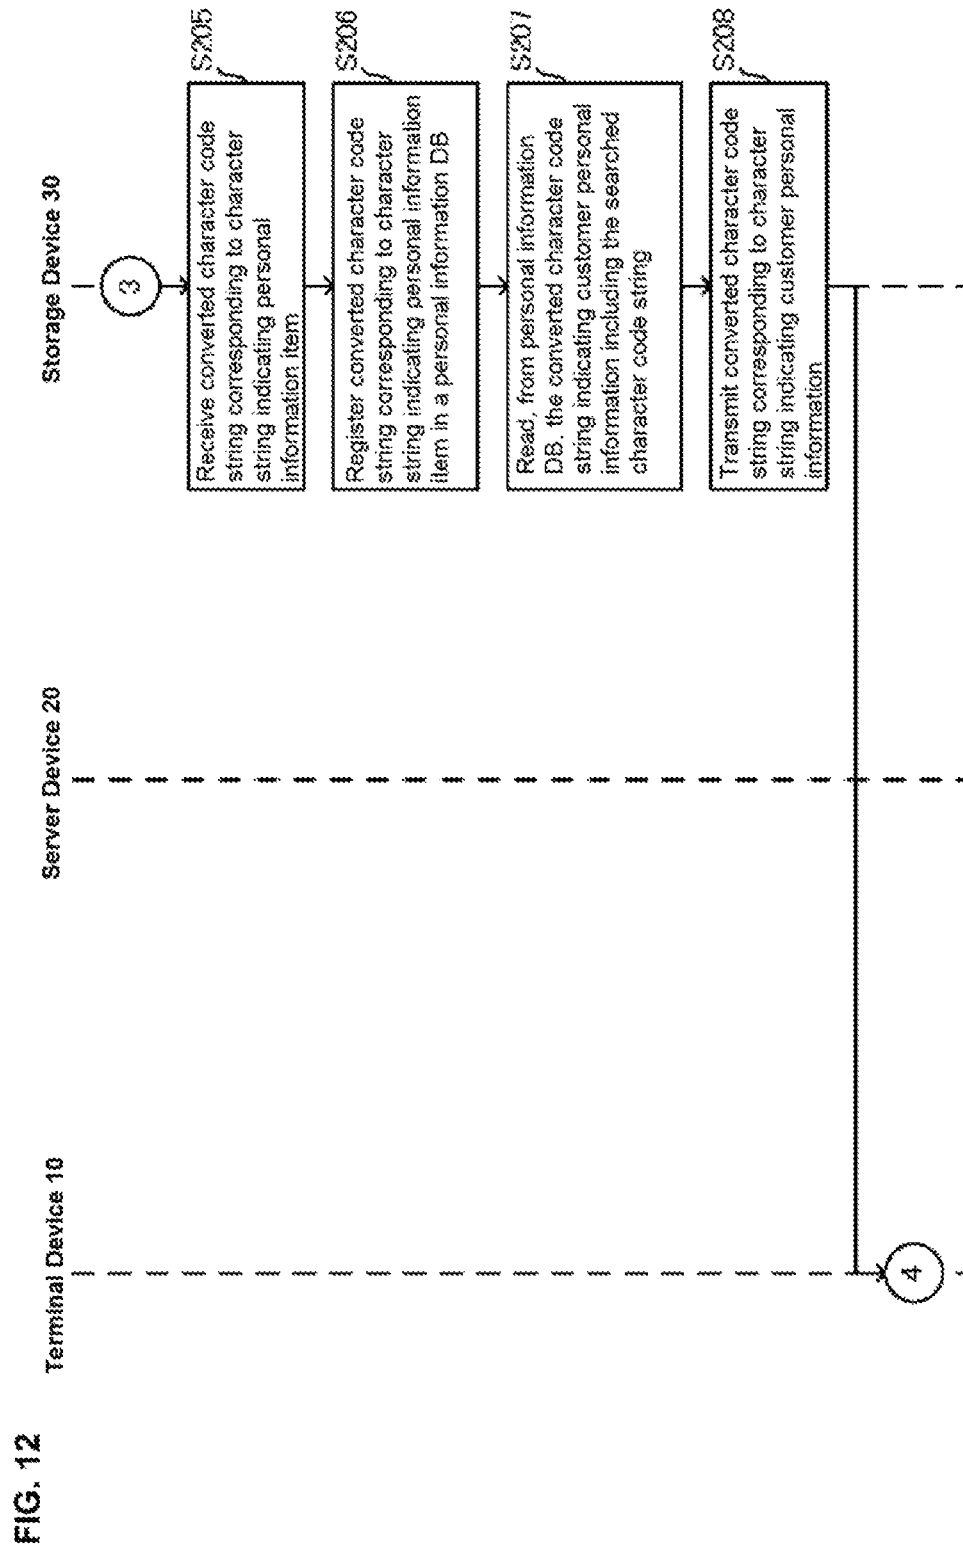 FIG. 12
Terminal Device 10
Server Device 20
Storage Device 30
3
S205
Receive converted character code
string corresponding to character
string indicating personal
information item
S206
Register converted character code
string corresponding to character
string indicating personal information
item in a personal information DB
S207
Read, from personal information
DB, the converted character code
string indicating customer personal
information including the searched
character code string
S208
Transmit converted character code
string corresponding to character
string indicating customer personal
information
4